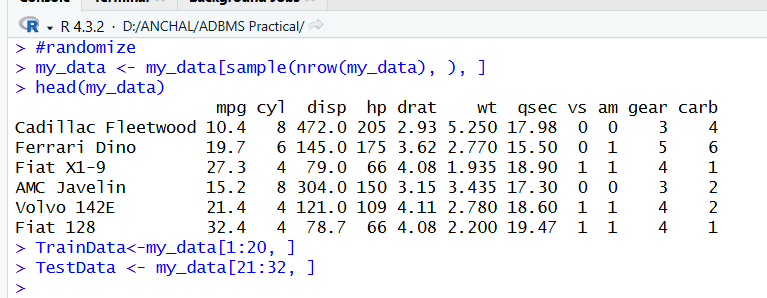 Console Terminal Background Jobs
R 4.3.2 · D:/ANCHAL/ADBMS Practical/
> #randomize
> my_data <- my_data[sample(nrow(my_data), ), ]
> head(my_data)
                    mpg cyl  disp  hp drat    wt  qsec vs am gear carb
Cadillac Fleetwood 10.4   8 472.0 205 2.93 5.250 17.98  0  0    3    4
Ferrari Dino       19.7   6 145.0 175 3.62 2.770 15.50  0  1    5    6
Fiat X1-9          27.3   4  79.0  66 4.08 1.935 18.90  1  1    4    1
AMC Javelin        15.2   8 304.0 150 3.15 3.435 17.30  0  0    3    2
Volvo 142E         21.4   4 121.0 109 4.11 2.780 18.60  1  1    4    2
Fiat 128           32.4   4  78.7  66 4.08 2.200 19.47  1  1    4    1
> TrainData<-my_data[1:20, ]
> TestData <- my_data[21:32, ]
>